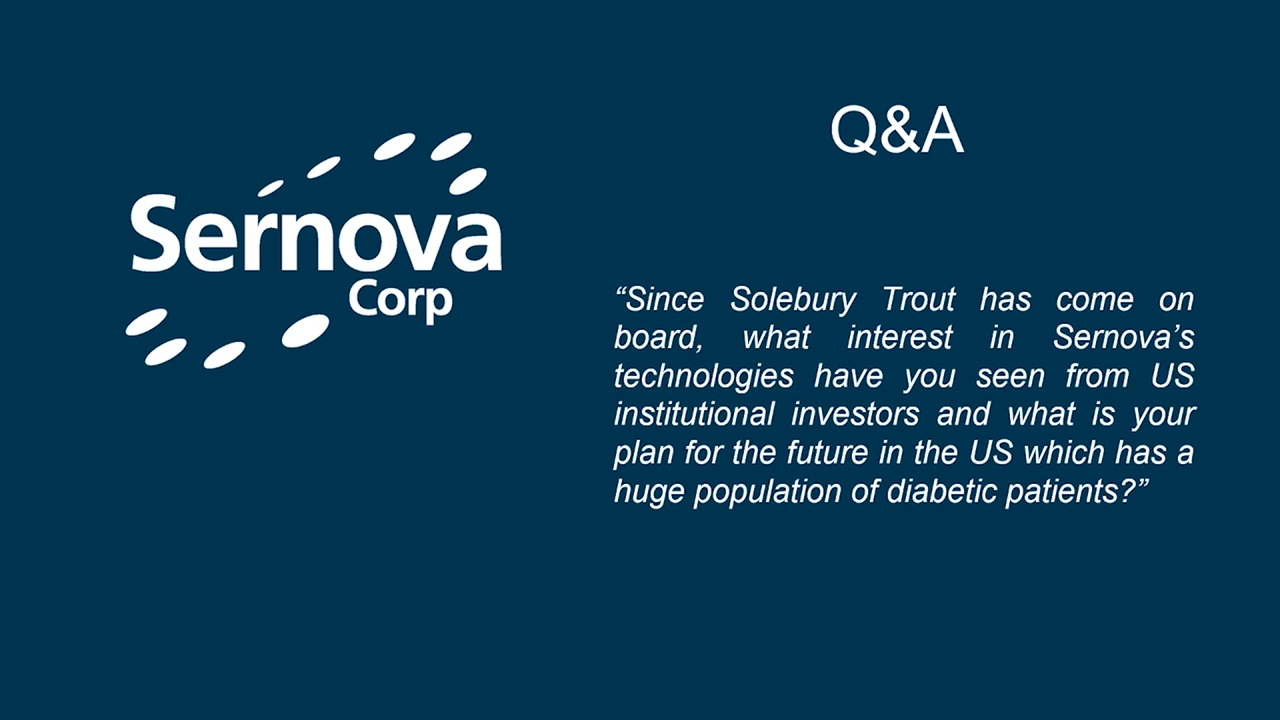 Sernova
Corp
Q&A
“Since Solebury Trout has come on
board, what interest in Sernova’s
technologies have you seen from US
institutional investors and what is your
plan for the future in the US which has a
huge population of diabetic patients?”